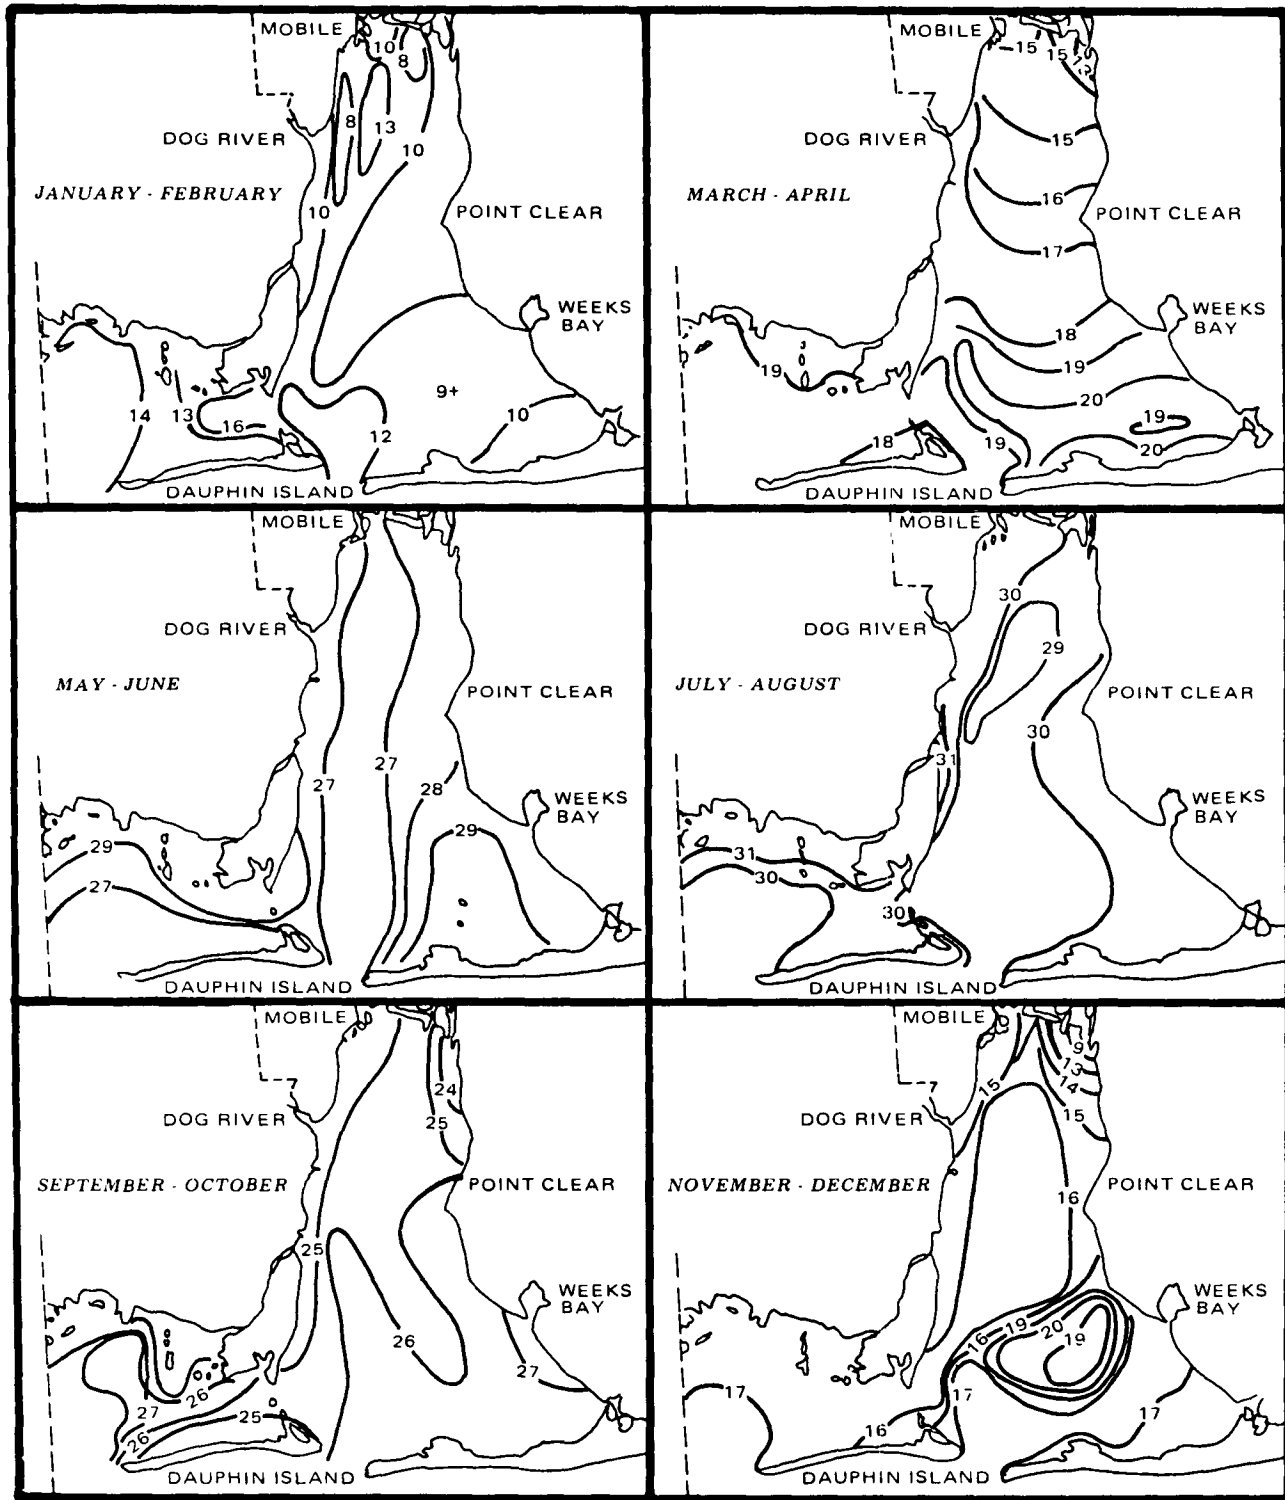 MOBILE
10
8
8
13
DOG RIVER
10
JANUARY - FEBRUARY
10
POINT CLEAR
WEEKS
BAY
9+
14
13
16
10
12
DAUPHIN ISLAND
MOBILE
15
15
DOG RIVER
15
MARCH - APRIL
16
POINT CLEAR
17
WEEKS
BAY
18
19
19
20
19
18
19
20
DAUPHIN ISLAND
MOBILE
DOG RIVER
MAY - JUNE
POINT CLEAR
27
27
28
WEEKS
BAY
29
29
27
DAUPHIN ISLAND
MOBILE
30
DOG RIVER
29
JULY - AUGUST
POINT CLEAR
30
31
WEEKS
BAY
31
30
30
DAUPHIN ISLAND
MOBILE
24
DOG RIVER
25
SEPTEMBER - OCTOBER
POINT CLEAR
25
WEEKS
BAY
26
27
26
27
25
26
DAUPHIN ISLAND
MOBILE
9
13
15
14
DOG RIVER
15
NOVEMBER - DECEMBER
POINT CLEAR
16
WEEKS
BAY
16
19
20
19
17
17
17
16
DAUPHIN ISLAND